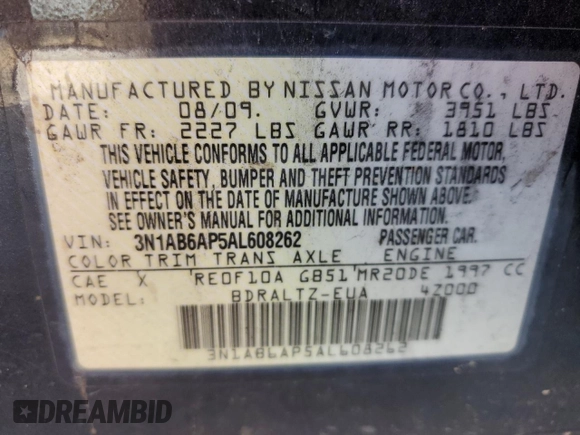 MANUFACTURED BY NISSAN MOTOR CO., LTD.
DATE: 08/09. GVWR: 3951 LBS
GAWR FR: 2227 LBS GAWR RR: 1810 LBS
THIS VEHICLE CONFORMS TO ALL APPLICABLE FEDERAL MOTOR
VEHICLE SAFETY, BUMPER AND THEFT PREVENTION STANDARDS
IN EFFECT ON THE DATE OF MANUFACTURE SHOWN ABOVE.
SEE OWNER'S MANUAL FOR ADDITIONAL INFORMATION.
VIN: 3N1AB6AP5AL608262 PASSENGER CAR.
COLOR TRIM TRANS AXLE ENGINE
CAE X RE0F10A GB51 MR20DE 1997 CC
MODEL: BDRALTZ-EUA 4Z000
3N1AB6AP5AL608262
DREAMBID